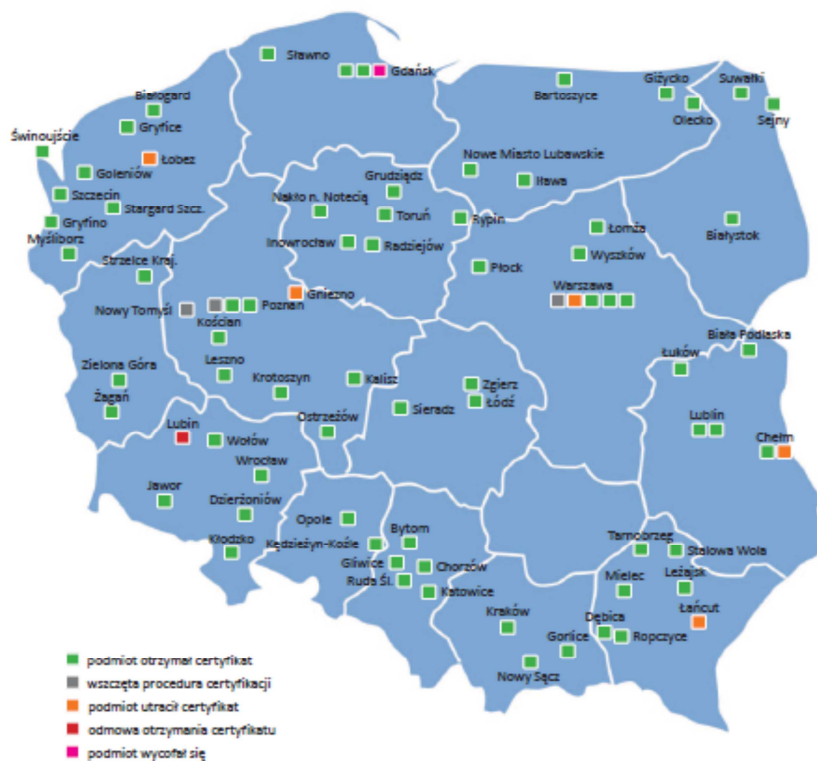 Sławno
Gdańsk
Bartoszyce
Giżycko
Suwałki
Olecko
Sejny
Białogard
Gryfice
Świnoujście
Łobez
Goleniów
Szczecin
Stargard Szcz.
Gryfino
Myślibórz
Nowe Miasto Lubawskie
Iława
Grudziądz
Nakło n. Notecią
Toruń
Rypin
Inowrocław
Radziejów
Łomża
Wyszków
Białystok
Płock
Strzelce Kraj.
Gniezno
Warszawa
Nowy Tomyśl
Poznań
Kościan
Biała Podlaska
Łuków
Zielona Góra
Leszno
Krotoszyn
Kalisz
Zgierz
Łódź
Sieradz
Żagań
Lublin
Chełm
Lubin
Wołów
Ostrzeżów
Wrocław
Jawor
Dzierżoniów
Kłodzko
Opole
Kędzieżyn-Koźle
Bytom
Gliwice
Chorzów
Ruda Śl.
Katowice
Tarnobrzeg
Stalowa Wola
Mielec
Leżajsk
Łańcut
Kraków
Dębica
Ropczyce
Gorlice
Nowy Sącz
podmiot otrzymał certyfikat
wszczęta procedura certyfikacji
podmiot utracił certyfikat
odmowa otrzymania certyfikatu
podmiot wycofał się